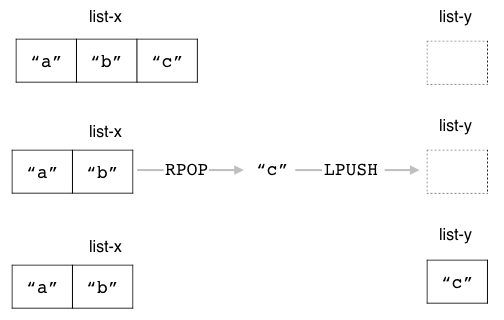 list-x list-y
“a” “b” “c”
list-x list-y
“a” “b” RPOP “c” LPUSH
list-x list-y
“a” “b” “c”